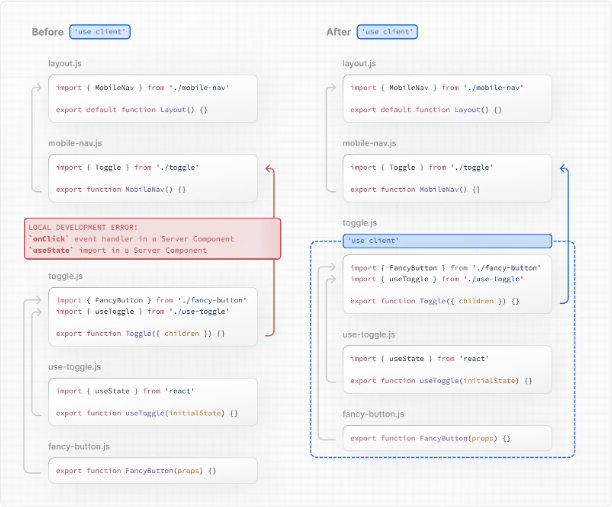 Before 'use client'
layout.js
import { MobileNav } from './mobile-nav'
export default function Layout() {}
mobile-nav.js
import { Toggle } from './toggle'
export function MobileNav() {}
LOCAL DEVELOPMENT ERROR!
`onClick` event handler in a Server Component
`useState` import in a Server Component
toggle.js
import { FancyButton } from './fancy-button'
import { useToggle } from './use-toggle'
export function Toggle({ children }) {}
use-toggle.js
import { useState } from 'react'
export function useToggle(initialState) {}
fancy-button.js
export function FancyButton(props) {}
After 'use client'
layout.js
import { MobileNav } from './mobile-nav'
export default function Layout() {}
mobile-nav.js
import { Toggle } from './toggle'
export function MobileNav() {}
toggle.js
'use client'
import { FancyButton } from './fancy-button'
import { useToggle } from './use-toggle'
export function Toggle({ children }) {}
use-toggle.js
import { useState } from 'react'
export function useToggle(initialState) {}
fancy-button.js
export function FancyButton(props) {}